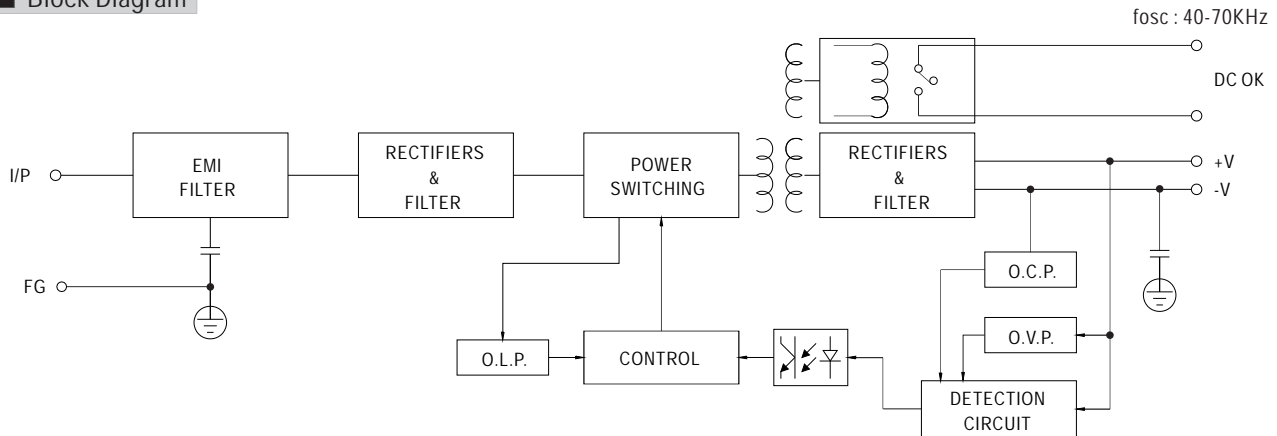 Block Diagram
fosc : 40-70KHz
DC OK
I/P
EMI
FILTER
RECTIFIERS
&
FILTER
POWER
SWITCHING
RECTIFIERS
&
FILTER
+V
-V
FG
O.C.P.
O.L.P.
CONTROL
O.V.P.
DETECTION
CIRCUIT